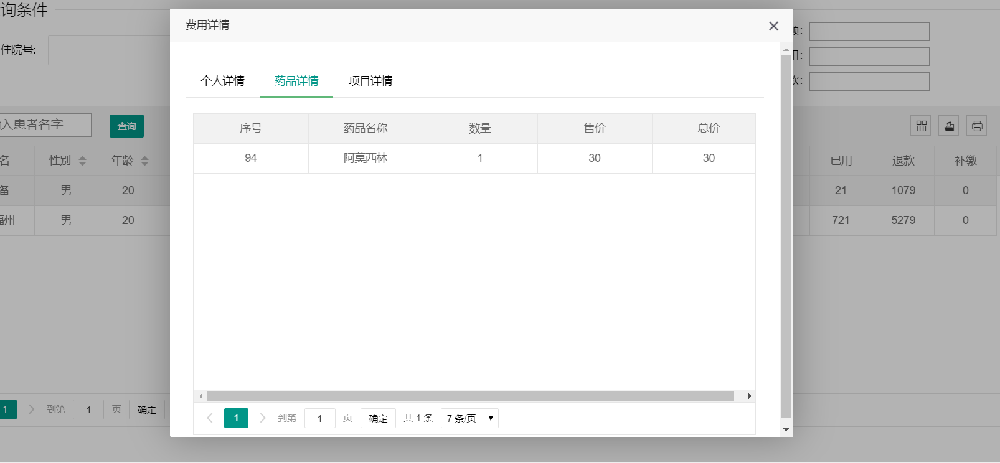 询条件
费用详情
住院号:
额:
用:
款:
个人详情 药品详情 项目详情
入患者名字 查询
序号 药品名称 数量 售价 总价
94 阿莫西林 1 30 30
名 性别 年龄 已用 退款 补缴
备 男 20 21 1079 0
福州 男 20 721 5279 0
1 到第 1 页 确定
1 到第 1 页 确定 共 1 条 7 条/页